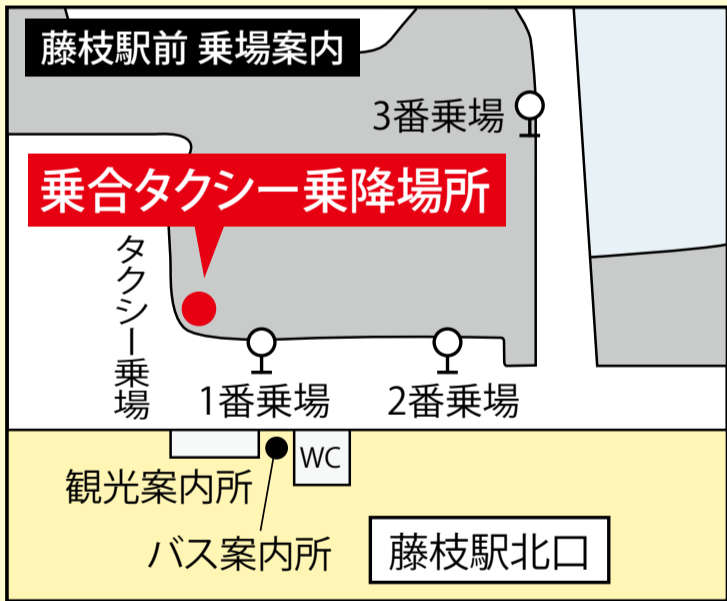 藤枝駅前 乗場案内
3番乗場
乗合タクシー乗降場所
タクシー乗場
1番乗場
2番乗場
WC
観光案内所
バス案内所
藤枝駅北口